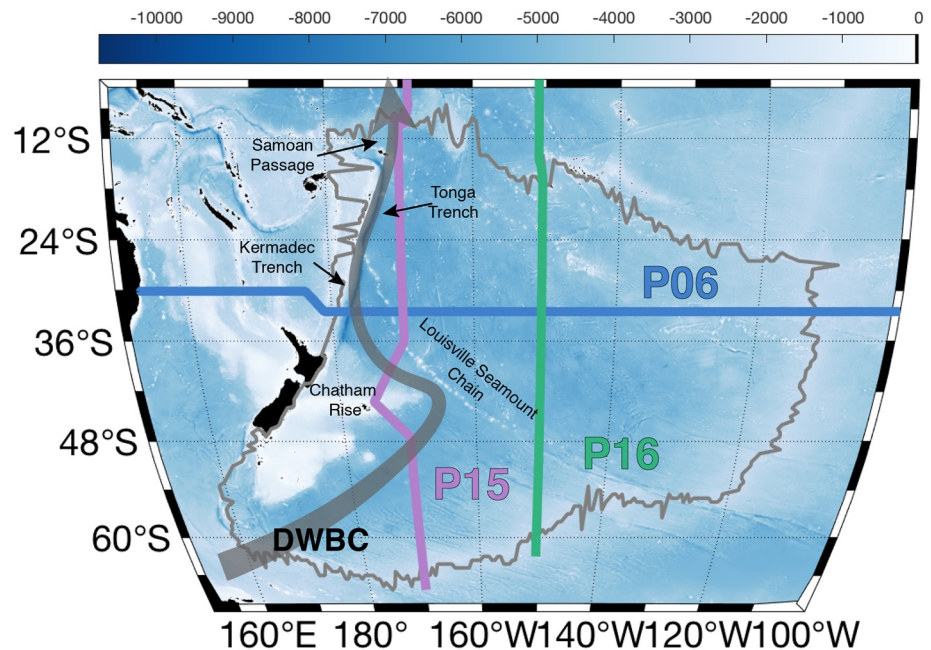 -10000 -9000 -8000 -7000 -6000 -5000 -4000 -3000 -2000 -1000 0
12°S
Samoan
Passage
Tonga
Trench
24°S
Kermadec
Trench
P06
36°S
Louisville Seamount
Chain
Chatham
Rise
48°S
P16
P15
60°S
DWBC
160°E 180° 160°W 140°W 120°W 100°W